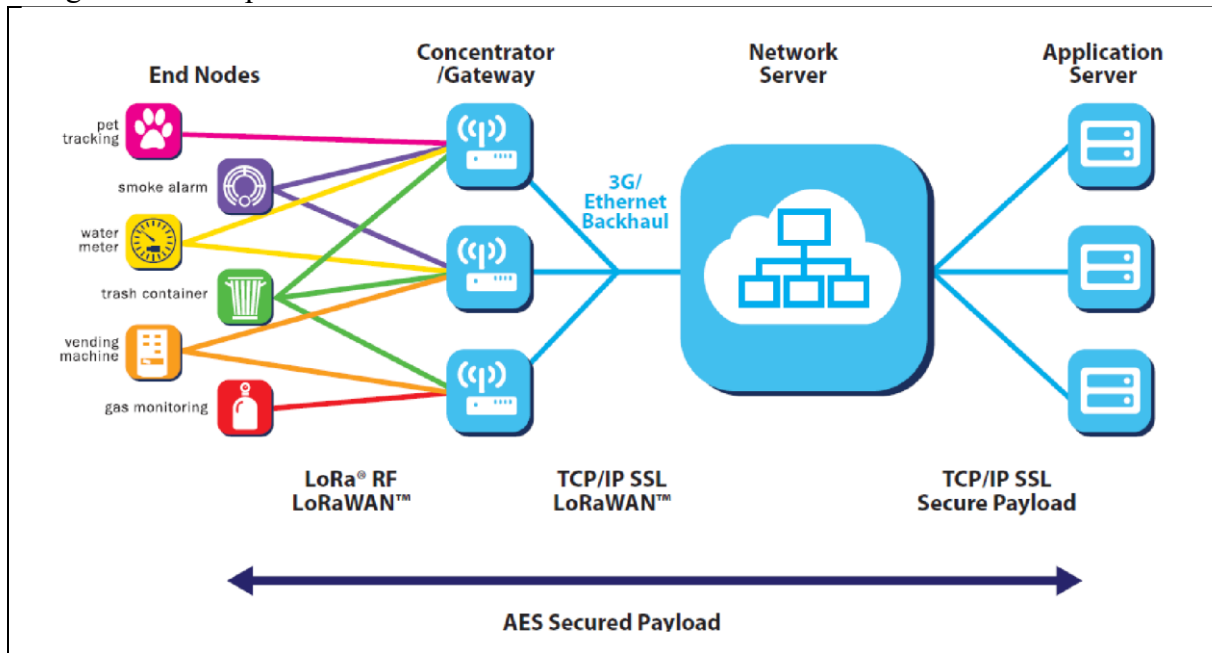 Concentrator
/Gateway
Network
Server
Application
Server
End Nodes
pet
tracking
smoke alarm
water
meter
trash container
vending
machine
gas monitoring
3G/
Ethernet
Backhaul
LoRa® RF
LoRaWAN™
TCP/IP SSL
LoRaWAN™
TCP/IP SSL
Secure Payload
AES Secured Payload